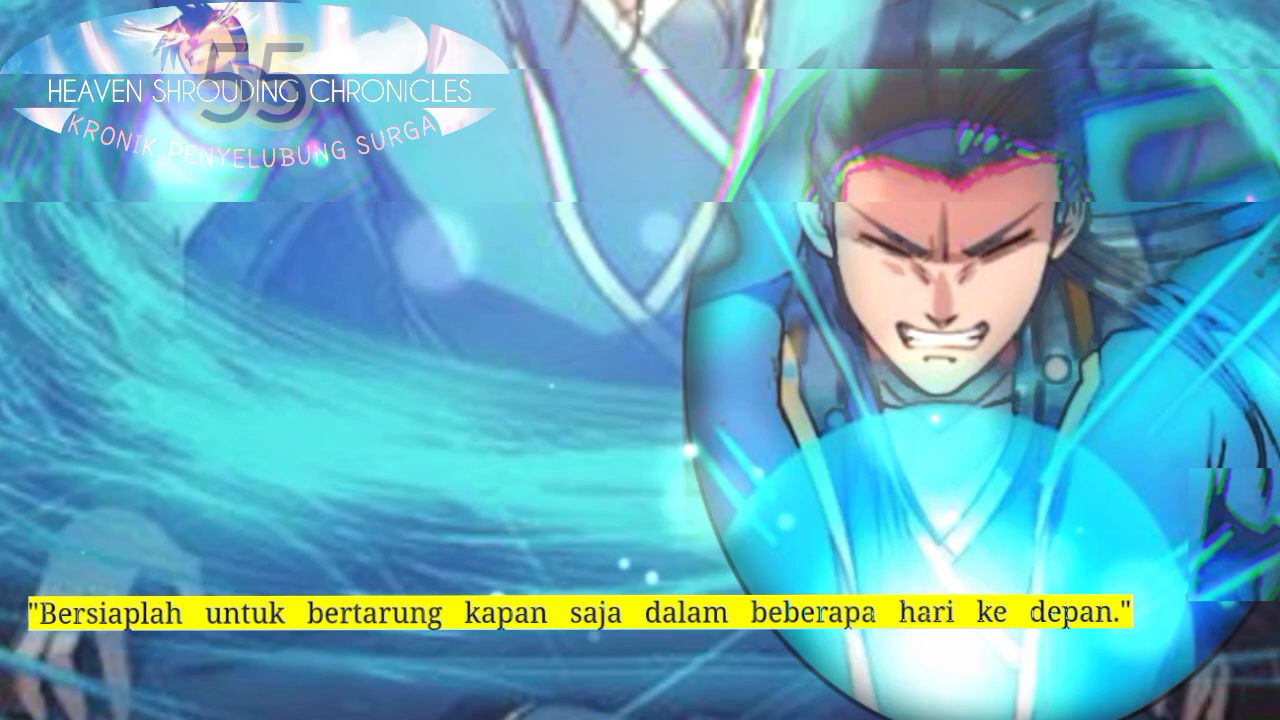 55
HEAVEN SHROUDING CHRONICLES
KRONIK PENYELUBUNG SURGA
"Bersiaplah untuk bertarung kapan saja dalam beberapa hari ke depan."